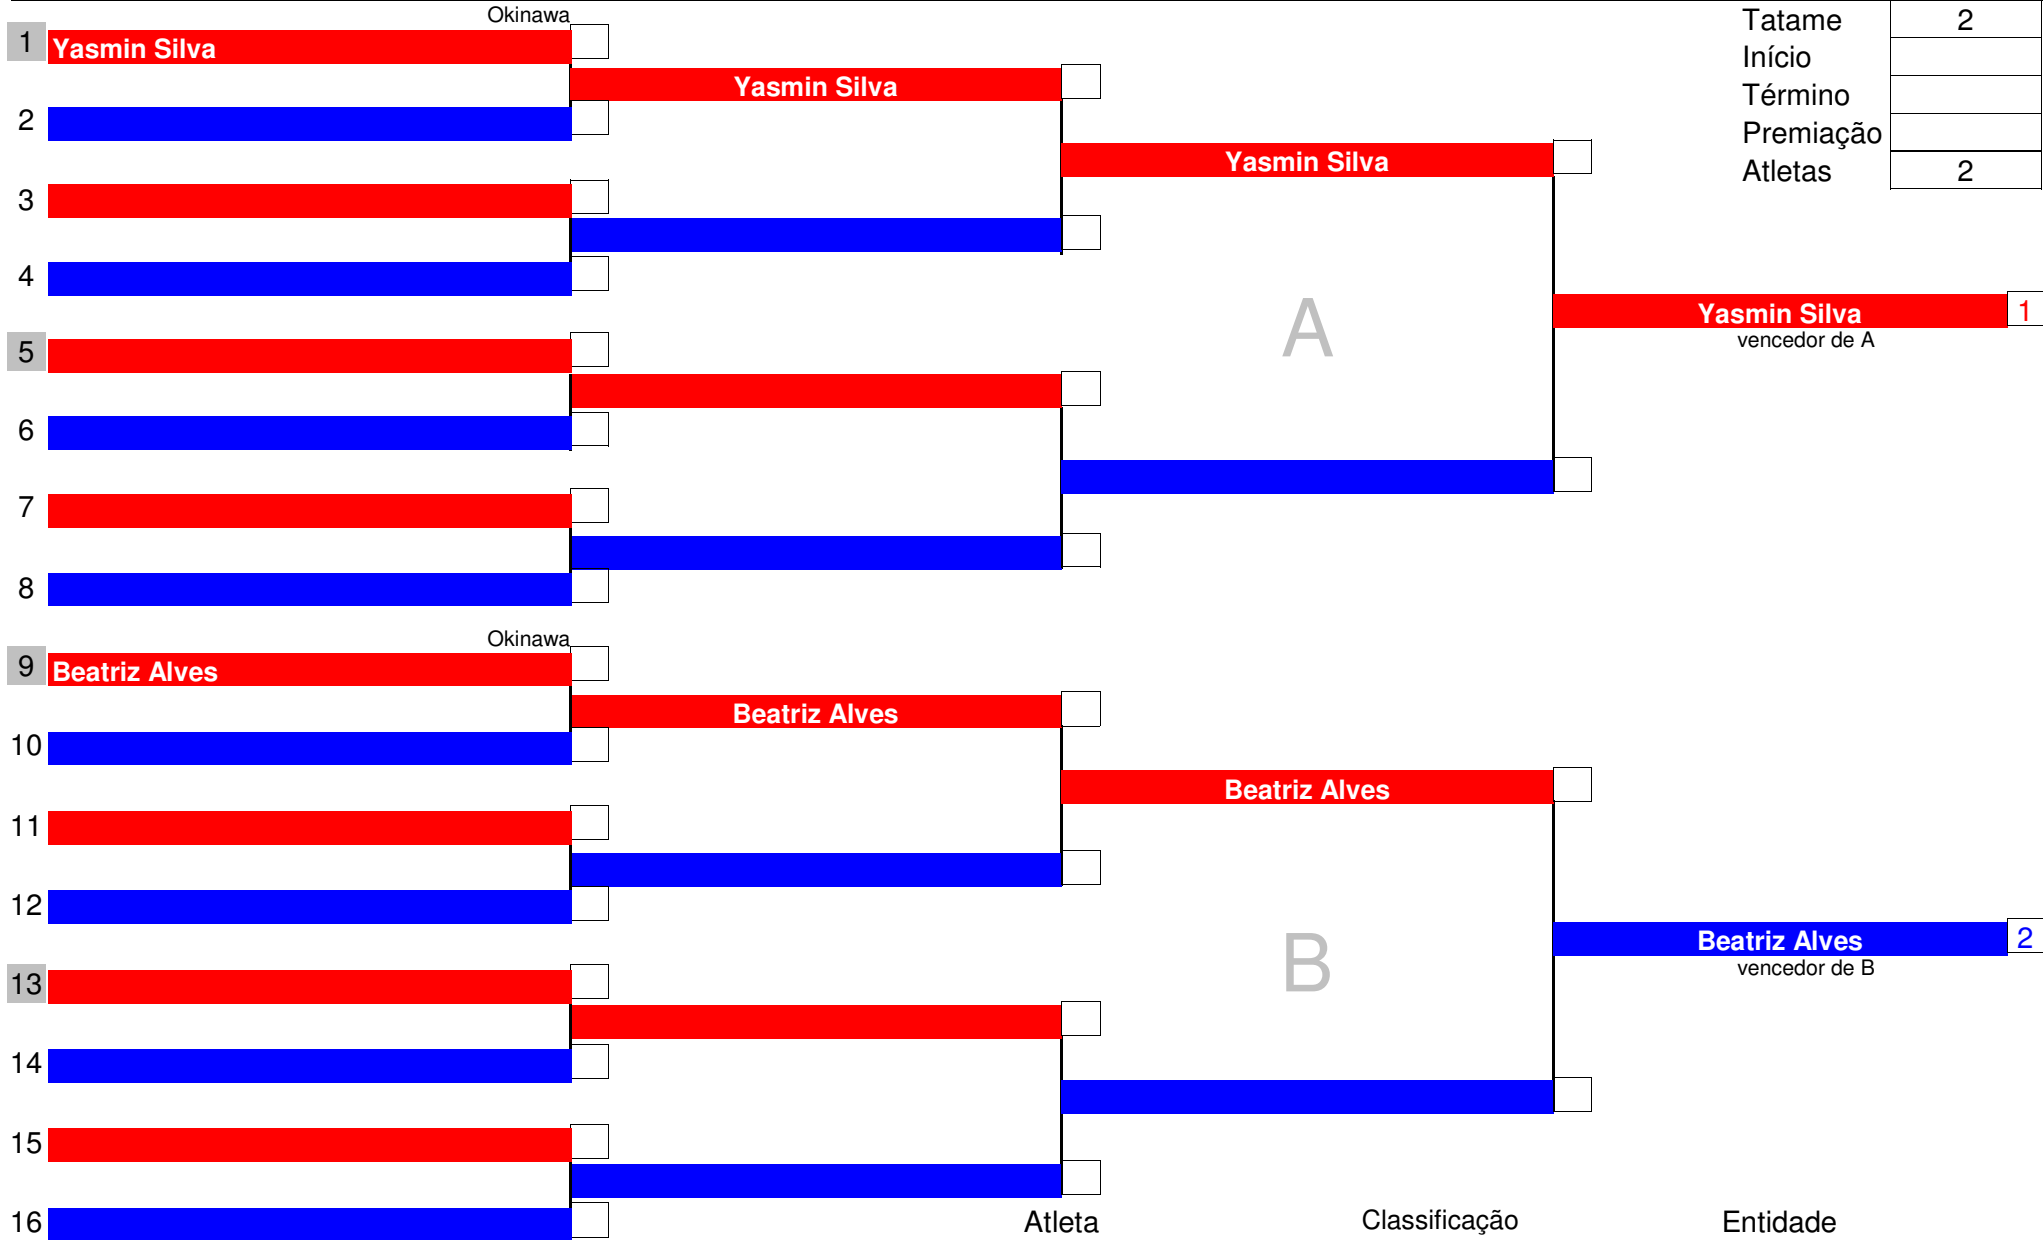 Okinawa
1 Yasmin Silva
Yasmin Silva
2
Yasmin Silva
3
4
Yasmin Silva 1
vencedor de A
A
5
6
7
8
Okinawa
9 Beatriz Alves
Beatriz Alves
10
Beatriz Alves
11
12
Beatriz Alves 2
vencedor de B
B
13
14
15
16
Tatame 2
Início
Término
Premiação
Atletas 2
Atleta Classificação Entidade